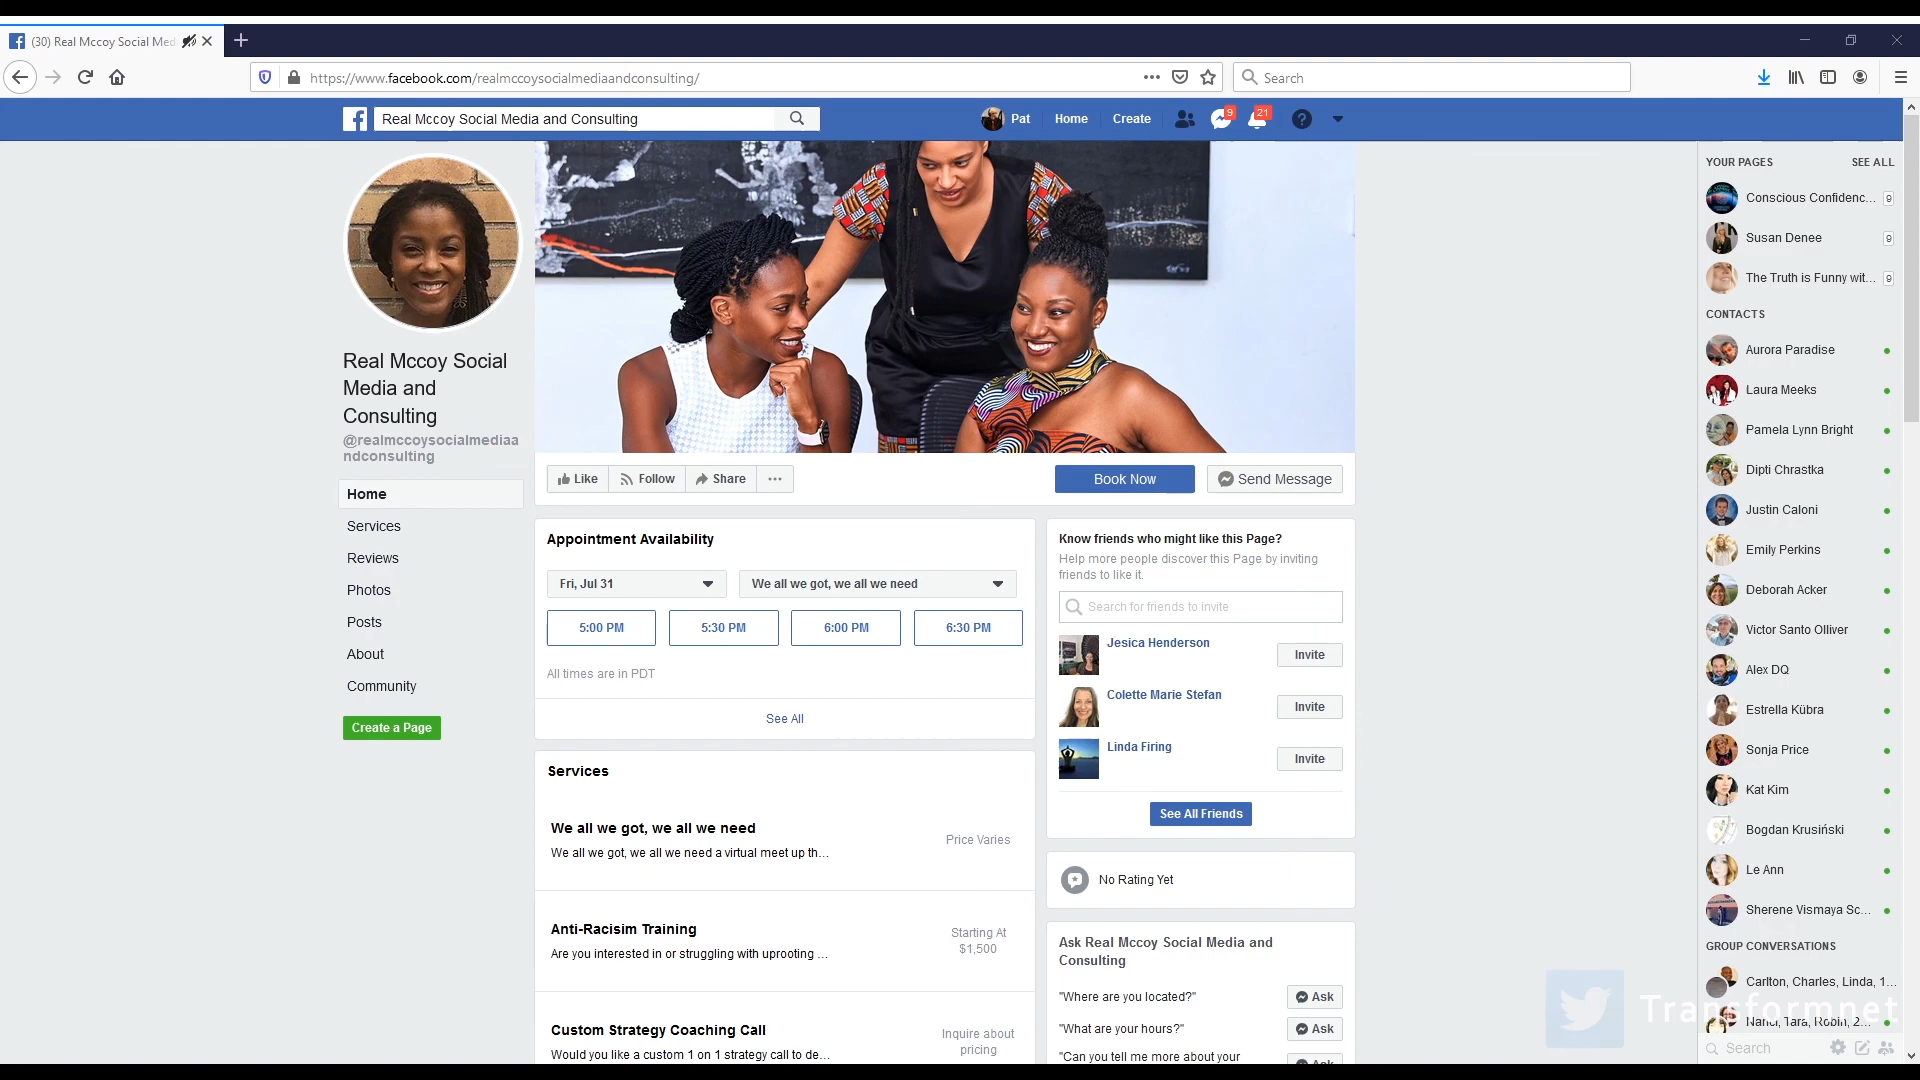 (30) Real Mccoy Social Med
https://www.facebook.com/realmccoysocialmediaandconsulting/
Search
Real Mccoy Social Media and Consulting
Pat
Home
Create
9
21
Real Mccoy Social
Media and
Consulting
@realmccoysocialmediaa
ndconsulting
Home
Services
Reviews
Photos
Posts
About
Community
Create a Page
Like
Follow
Share
Book Now
Send Message
Appointment Availability
Fri, Jul 31
We all we got, we all we need
5:00 PM
5:30 PM
6:00 PM
6:30 PM
All times are in PDT
See All
Services
We all we got, we all we need
We all we got, we all we need a virtual meet up th...
Price Varies
Anti-Racisim Training
Are you interested in or struggling with uprooting ...
Starting At
$1,500
Custom Strategy Coaching Call
Would you like a custom 1 on 1 strategy call to de...
Inquire about
pricing
Know friends who might like this Page?
Help more people discover this Page by inviting
friends to like it.
Search for friends to invite
Jesica Henderson
Invite
Colette Marie Stefan
Invite
Linda Firing
Invite
See All Friends
No Rating Yet
Ask Real Mccoy Social Media and
Consulting
"Where are you located?"
Ask
"What are your hours?"
Ask
"Can you tell me more about your
Ask
YOUR PAGES
SEE ALL
Conscious Confidenc...
9
Susan Denee
9
The Truth is Funny wit...
9
CONTACTS
Aurora Paradise
Laura Meeks
Pamela Lynn Bright
Dipti Chrastka
Justin Caloni
Emily Perkins
Deborah Acker
Victor Santo Olliver
Alex DQ
Estrella Kübra
Sonja Price
Kat Kim
Bogdan Krusiński
Le Ann
Sherene Vismaya Sc...
GROUP CONVERSATIONS
Carlton, Charles, Linda, 1...
Transformnet
Nanci, Tara, Robin, 2...
Search